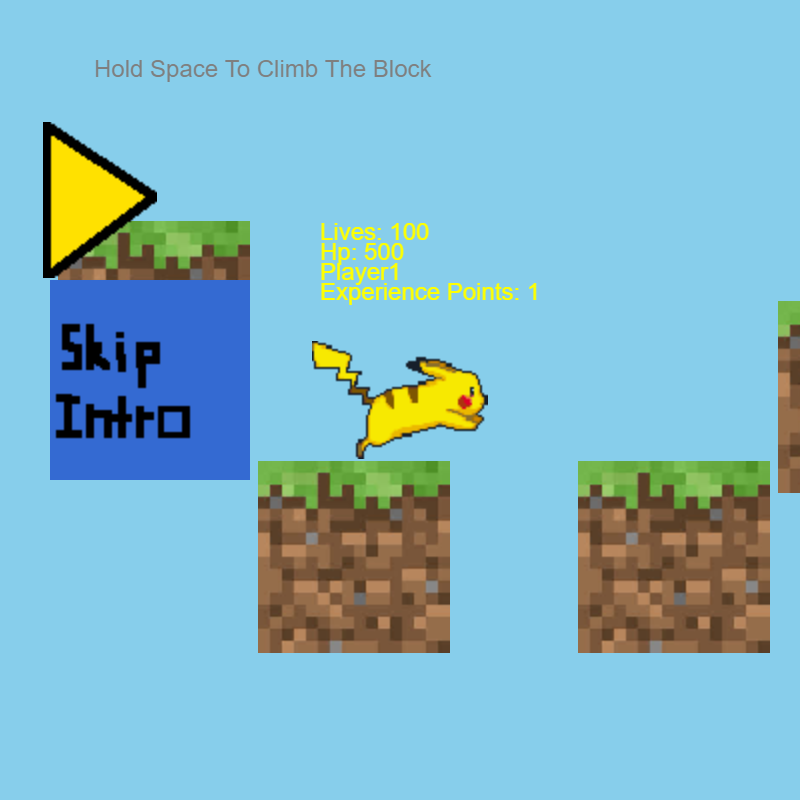 Hold Space To Climb The Block
Lives: 100
Hp: 500
Player1
Experience Points: 1
Skip
Intro